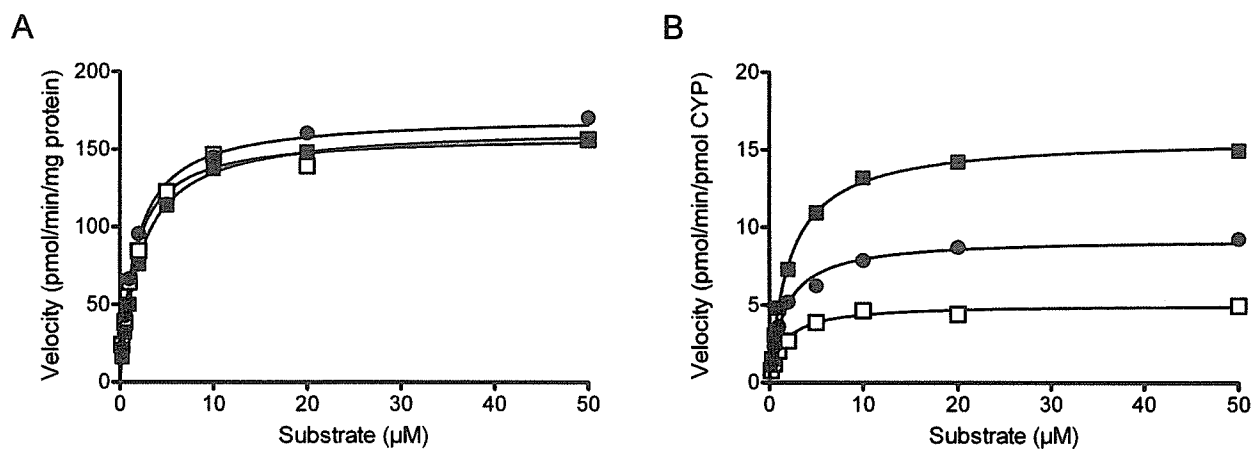 A
Velocity (pmol/min/mg protein)
200
150
100
50
0
0 10 20 30 40 50
Substrate (µM)
B
Velocity (pmol/min/pmol CYP)
20
15
10
5
0
0 10 20 30 40 50
Substrate (µM)